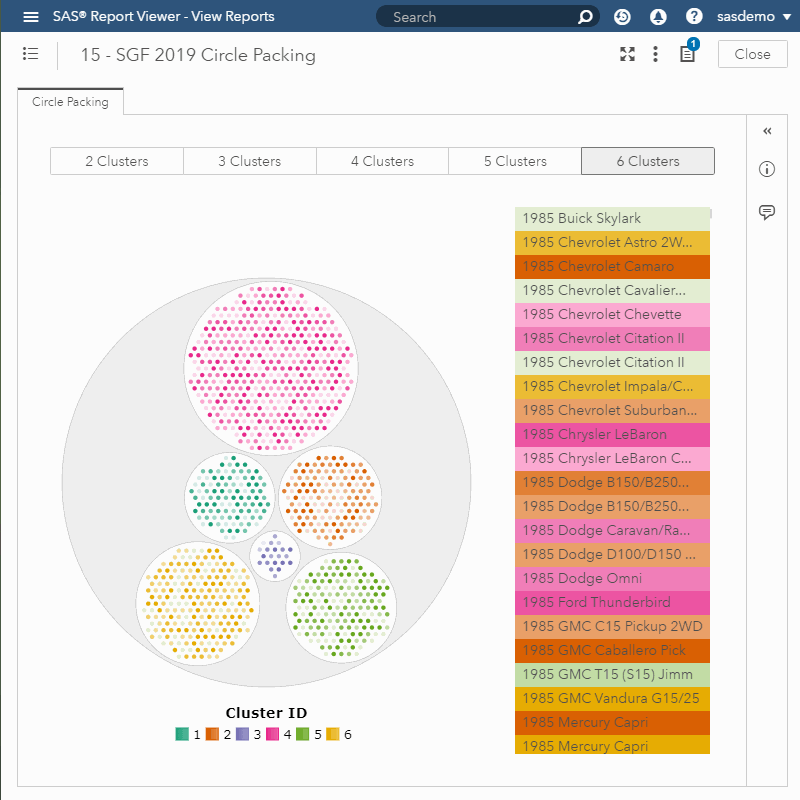 SAS® Report Viewer - View Reports
Search
sasdemo
15 - SGF 2019 Circle Packing
1
Close
Circle Packing
2 Clusters
3 Clusters
4 Clusters
5 Clusters
6 Clusters
1985 Buick Skylark
1985 Chevrolet Astro 2W...
1985 Chevrolet Camaro
1985 Chevrolet Cavalier...
1985 Chevrolet Chevette
1985 Chevrolet Citation II
1985 Chevrolet Citation II
1985 Chevrolet Impala/C...
1985 Chevrolet Suburban...
1985 Chrysler LeBaron
1985 Chrysler LeBaron C...
1985 Dodge B150/B250...
1985 Dodge B150/B250...
1985 Dodge Caravan/Ra...
1985 Dodge D100/D150 ...
1985 Dodge Omni
1985 Ford Thunderbird
1985 GMC C15 Pickup 2WD
1985 GMC Caballero Pick
1985 GMC T15 (S15) Jimm
1985 GMC Vandura G15/25
1985 Mercury Capri
1985 Mercury Capri
Cluster ID
1 2 3 4 5 6